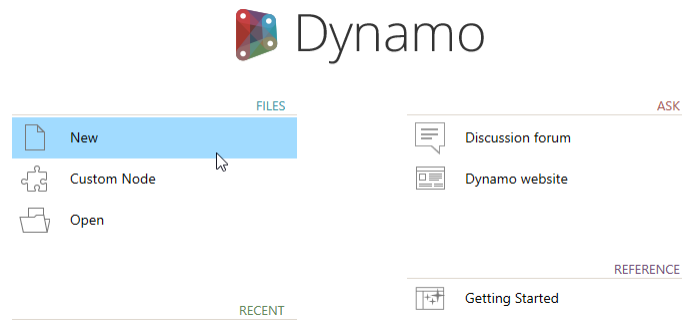 Dynamo
FILES
New
Custom Node
Open
RECENT
ASK
Discussion forum
Dynamo website
REFERENCE
Getting Started